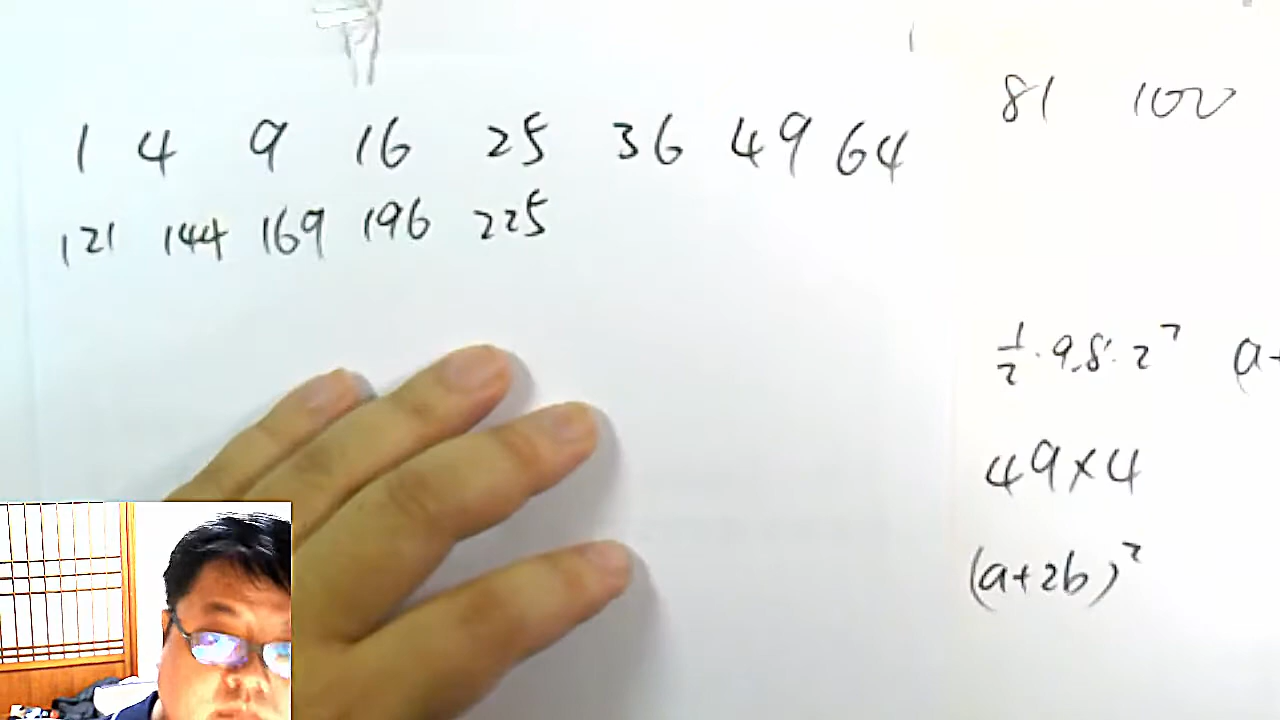 1 4 9 16 25 36 49 64 81 100
121 144 169 196 225
1/2 · 9.8 · 2² (a+
49×4
(a+2b)²